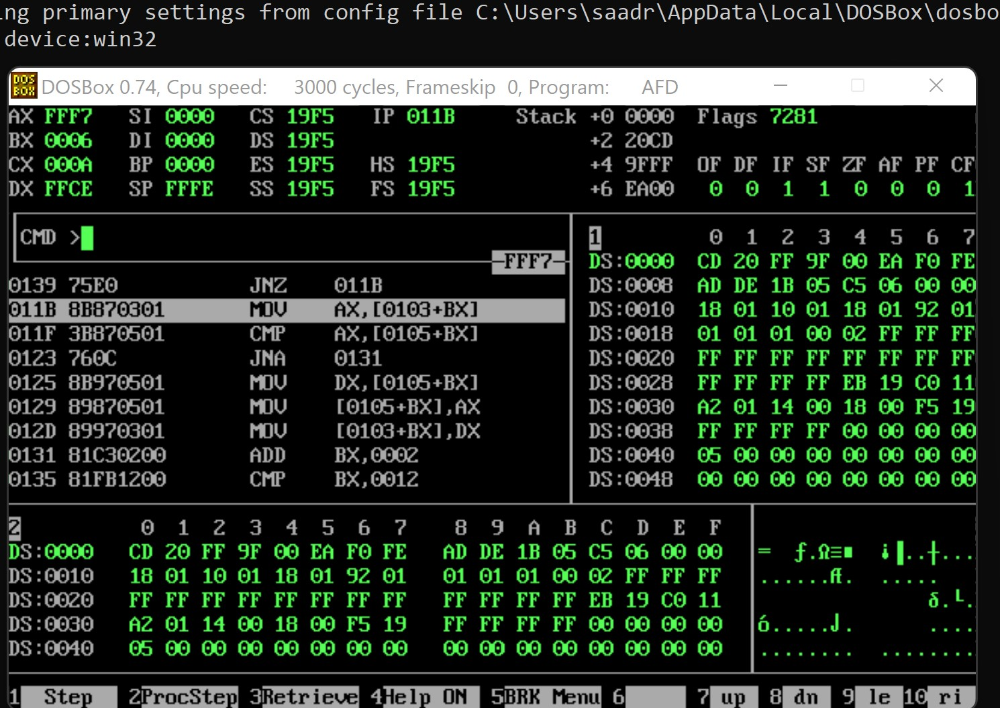 ng primary settings from config file C:\Users\saadr\AppData\Local\DOSBox\dosbo
device:win32
DOS BOX DOSBox 0.74, Cpu speed: 3000 cycles, Frameskip 0, Program: AFD
AX FFF7 SI 0000 CS 19F5 IP 011B Stack +0 0000 Flags 7281
BX 0006 DI 0000 DS 19F5 +2 20CD
CX 000A BP 0000 ES 19F5 HS 19F5 +4 9FFF OF DF IF SF ZF AF PF CF
DX FFCE SP FFFE SS 19F5 FS 19F5 +6 EA00 0 0 1 1 0 0 0 1
CMD > 1 0 1 2 3 4 5 6 7
FFF7 DS:0000 CD 20 FF 9F 00 EA F0 FE
0139 75E0 JNZ 011B DS:0008 AD DE 1B 05 C5 06 00 00
011B 8B870301 MOV AX,[0103+BX] DS:0010 18 01 10 01 18 01 92 01
011F 3B870501 CMP AX,[0105+BX] DS:0018 01 01 01 00 02 FF FF FF
0123 760C JNA 0131 DS:0020 FF FF FF FF FF FF FF FF
0125 8B970501 MOV DX,[0105+BX] DS:0028 FF FF FF FF EB 19 C0 11
0129 89870501 MOV [0105+BX],AX DS:0030 A2 01 14 00 18 00 F5 19
012D 89970301 MOV [0103+BX],DX DS:0038 FF FF FF FF 00 00 00 00
0131 81C30200 ADD BX,0002 DS:0040 05 00 00 00 00 00 00 00
0135 81FB1200 CMP BX,0012 DS:0048 00 00 00 00 00 00 00 00
2 0 1 2 3 4 5 6 7 8 9 A B C D E F
DS:0000 CD 20 FF 9F 00 EA F0 FE AD DE 1B 05 C5 06 00 00 = ƒ.Ω≡■ ¡▐..┼...
DS:0010 18 01 10 01 18 01 92 01 01 01 01 00 02 FF FF FF ......Æ. .....
DS:0020 FF FF FF FF FF FF FF FF FF FF FF FF EB 19 C0 11 δ.└.
DS:0030 A2 01 14 00 18 00 F5 19 FF FF FF FF 00 00 00 00 ó.....⌡. ....
DS:0040 05 00 00 00 00 00 00 00 00 00 00 00 00 00 00 00 ........ ........
1 Step 2 ProcStep 3 Retrieve 4 Help ON 5 BRK Menu 6 7 up 8 dn 9 le 10 ri